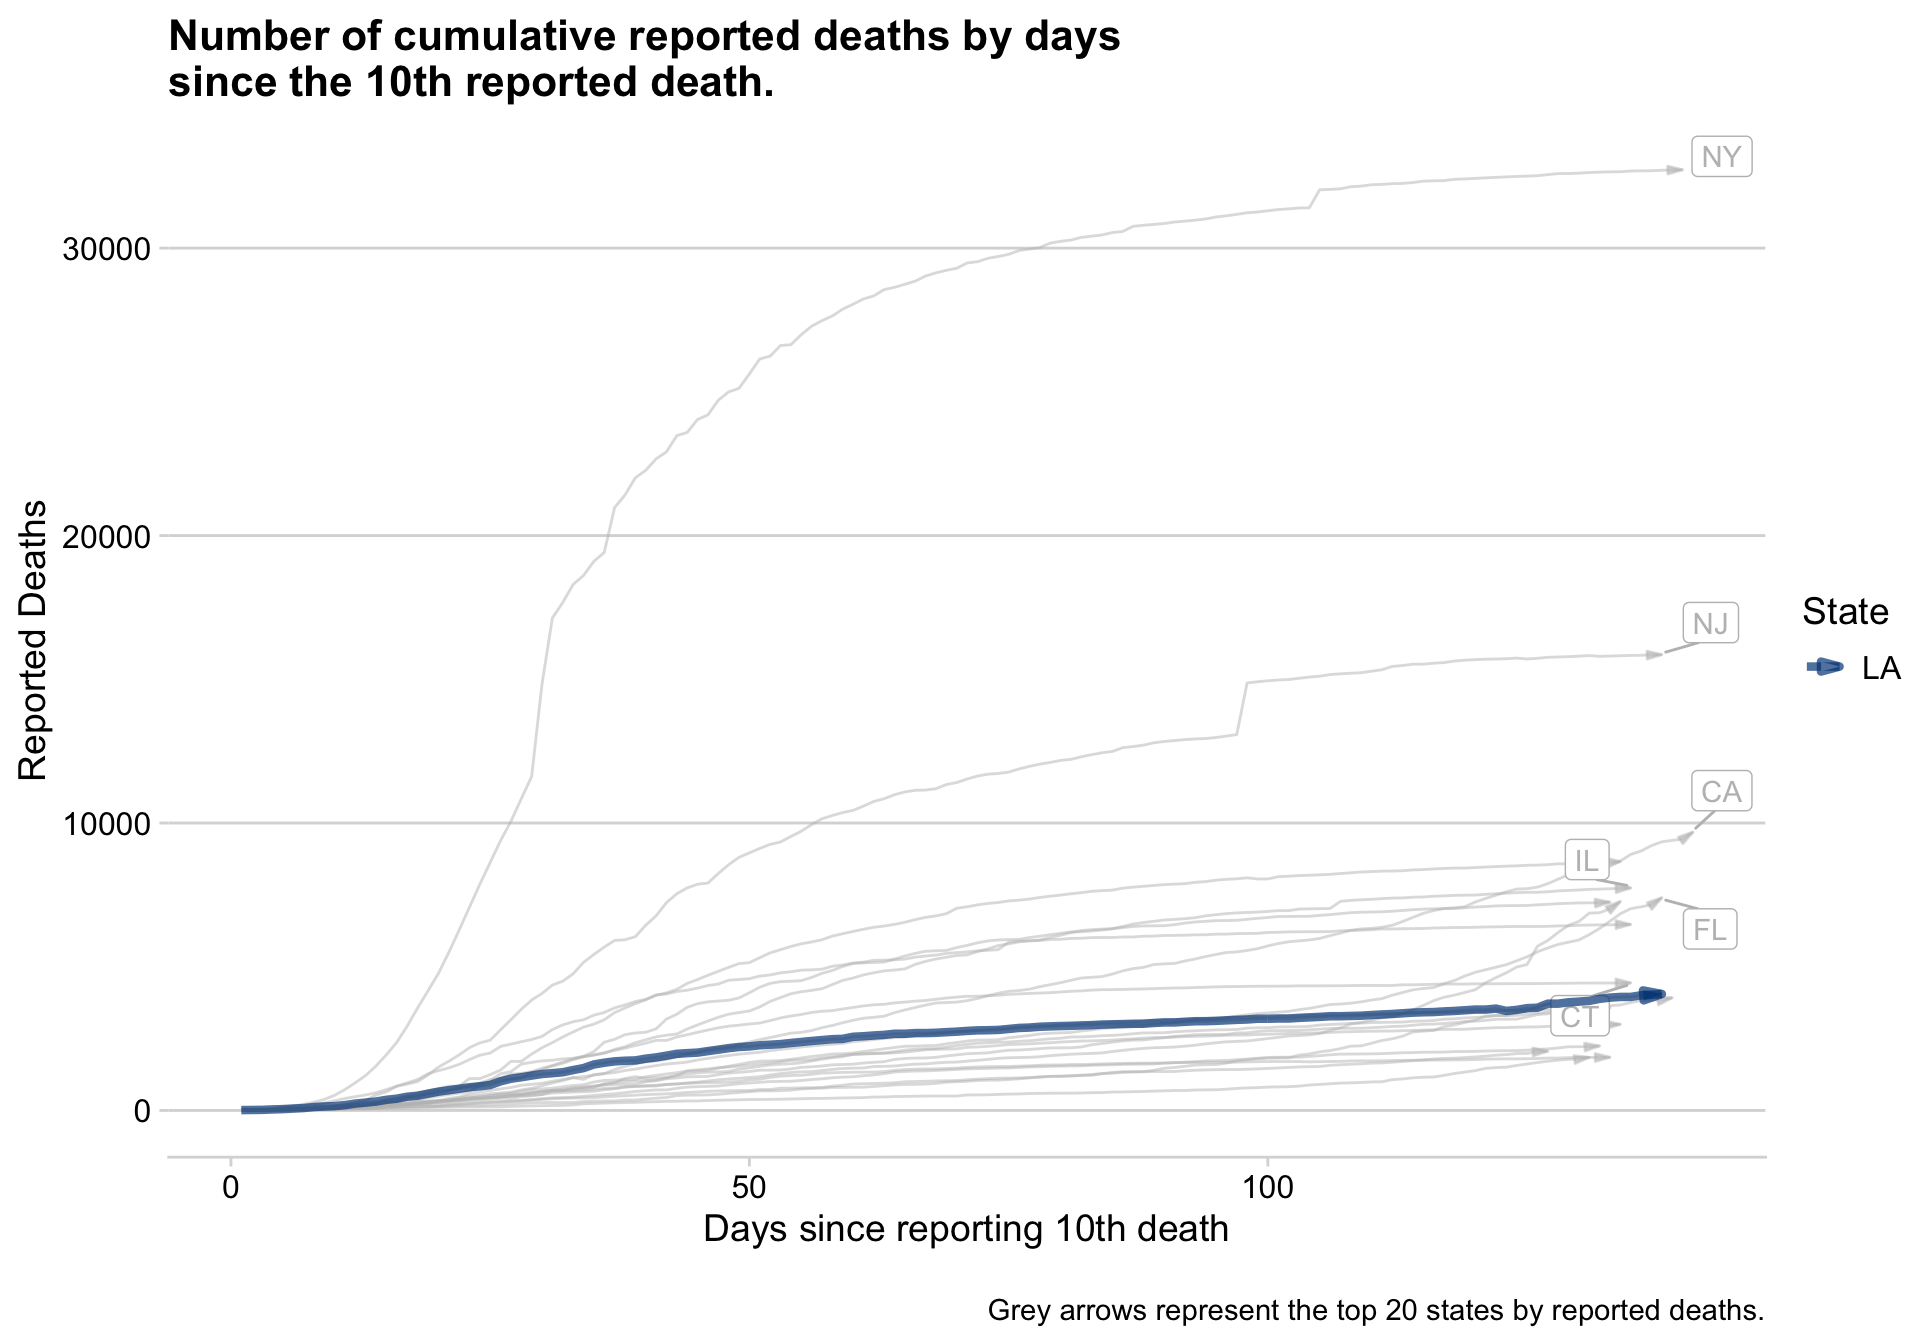 Number of cumulative reported deaths by days
since the 10th reported death.
NY
30000
20000
NJ
State
LA
CA
10000
IL
FL
CT
0
Reported Deaths
0 50 100
Days since reporting 10th death
Grey arrows represent the top 20 states by reported deaths.